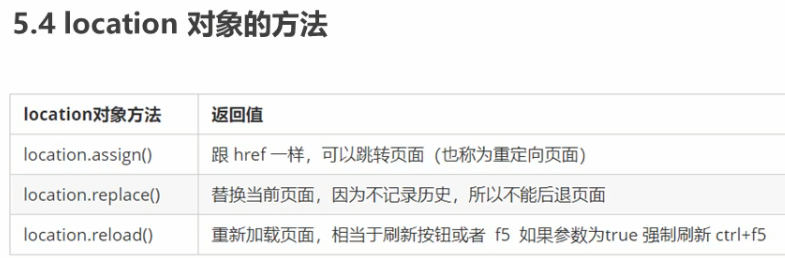 5.4 location 对象的方法
location对象方法 返回值
location.assign() 跟 href 一样，可以跳转页面（也称为重定向页面）
location.replace() 替换当前页面，因为不记录历史，所以不能后退页面
location.reload() 重新加载页面，相当于刷新按钮或者 f5 如果参数为true 强制刷新 ctrl+f5